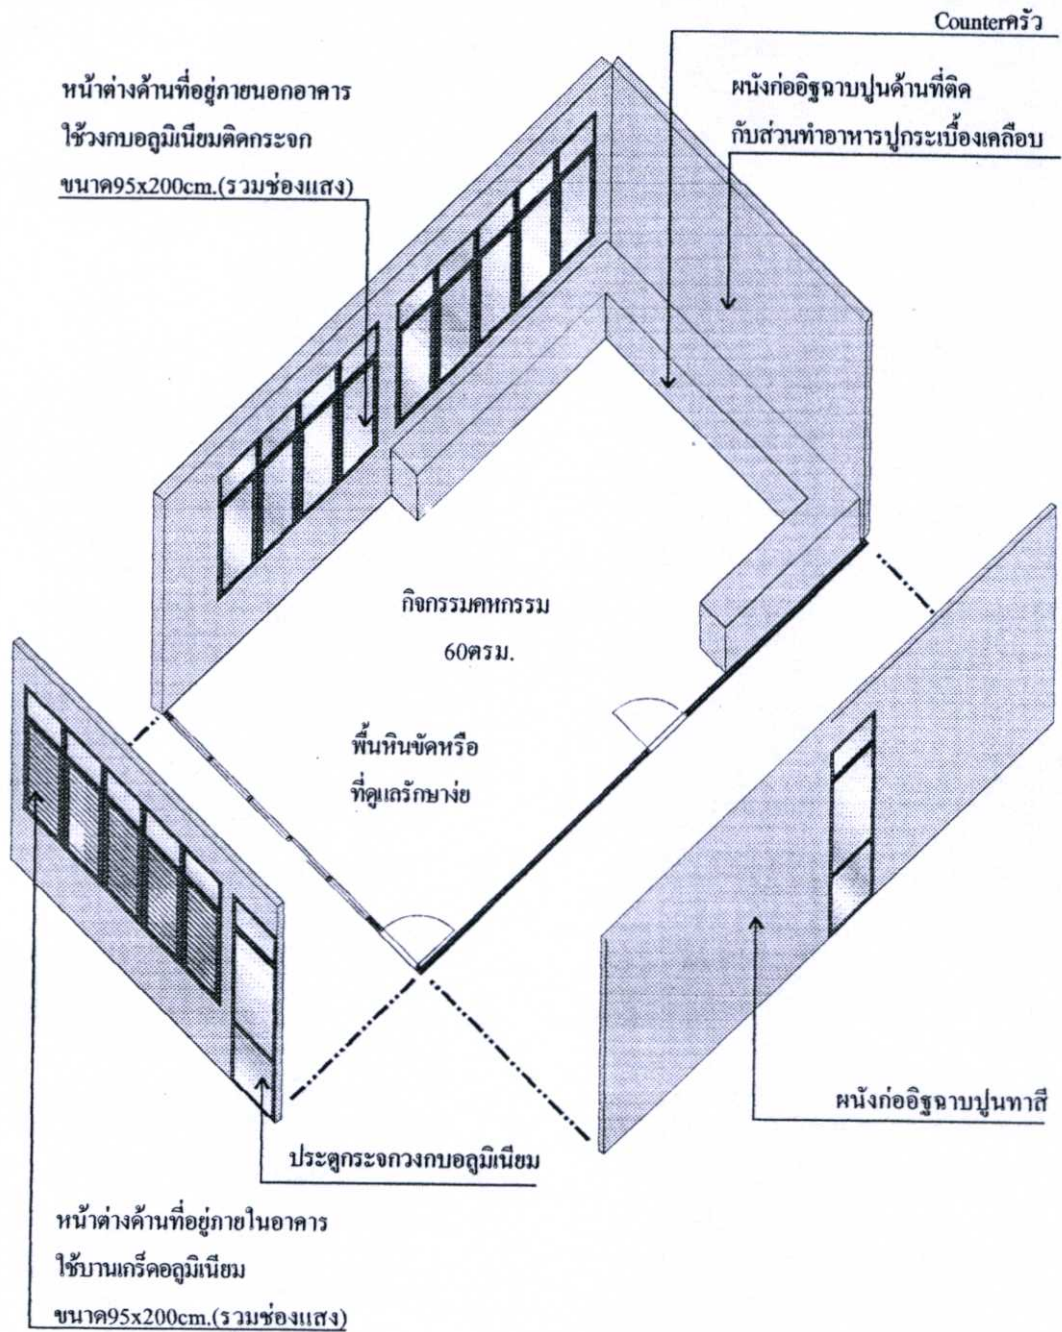 Counterครัว
หน้าต่างด้านที่อยู่ภายนอกอาคาร
ใช้วงกบอลูมิเนียมติดกระจก
ขนาด95x200cm.(รวมช่องแสง)
ผนังก่ออิฐฉาบปูนด้านที่ติด
กับส่วนทำอาหารปูกระเบื้องเคลือบ
กิจกรรมคหกรรม
60ตรม.
พื้นหินขัดหรือ
ที่ดูแลรักษาง่ย
ผนังก่ออิฐฉาบปูนทาสี
ประตูกระจกวงกบอลูมิเนียม
หน้าต่างด้านที่อยู่ภายในอาคาร
ใช้บานเกร็ดอลูมิเนียม
ขนาด95x200cm.(รวมช่องแสง)